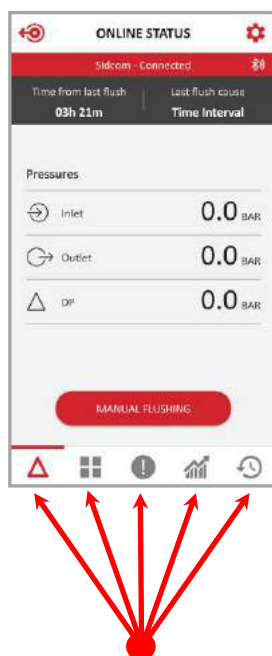 ONLINE STATUS
Sidcom - Connected
Time from last flush
Last flush cause
03h 21m
Time Interval
Pressures
Inlet 0.0 BAR
Outlet 0.0 BAR
DP 0.0 BAR
MANUAL FLUSHING